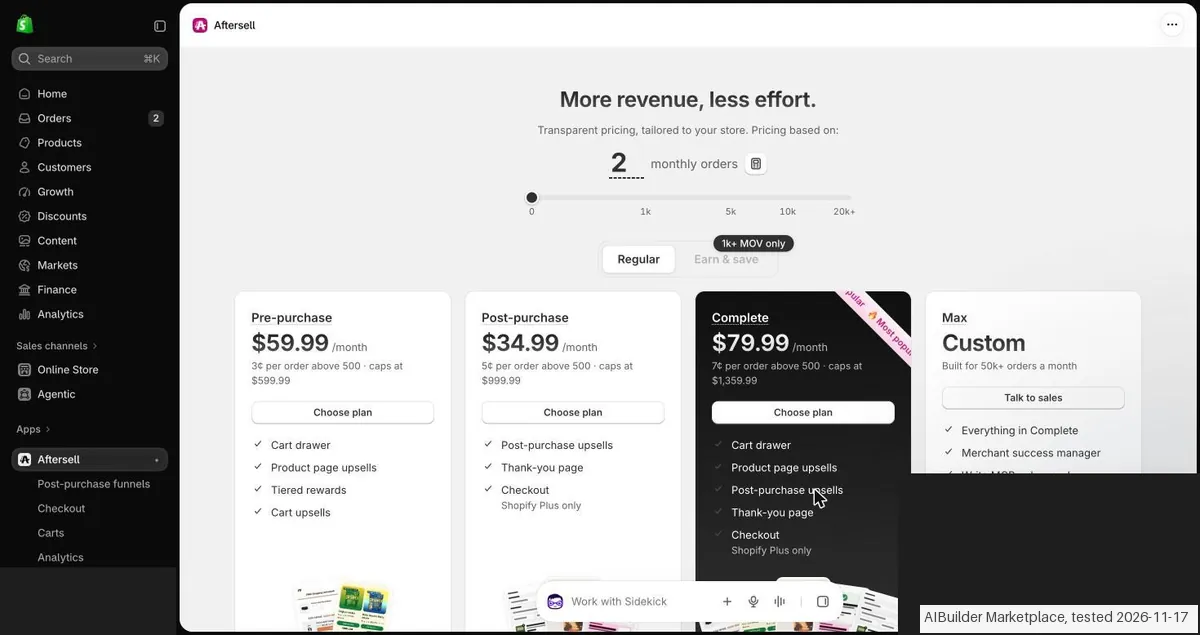 Search ⌘K
Home
Orders 2
Products
Customers
Growth
Discounts
Content
Markets
Finance
Analytics
Sales channels >
Online Store
Agentic
Apps >
Aftersell
Post-purchase funnels
Checkout
Carts
Analytics
Aftersell
More revenue, less effort.
Transparent pricing, tailored to your store. Pricing based on:
2 monthly orders
0 1k 5k 10k 20k+
1k+ MOV only
Regular Earn & save
Pre-purchase
$59.99 /month
3¢ per order above 500 · caps at
$599.99
Choose plan
Cart drawer
Product page upsells
Tiered rewards
Cart upsells
Post-purchase
$34.99 /month
5¢ per order above 500 · caps at
$999.99
Choose plan
Post-purchase upsells
Thank-you page
Checkout
Shopify Plus only
Complete
$79.99 /month
7¢ per order above 500 · caps at
$1,359.99
Choose plan
Cart drawer
Product page upsells
Post-purchase upsells
Thank-you page
Checkout
Shopify Plus only
pular 🔥 Most popu
Max
Custom
Built for 50k+ orders a month
Talk to sales
Everything in Complete
Merchant success manager
Work with Sidekick
AIBuilder Marketplace, tested 2026-11-17